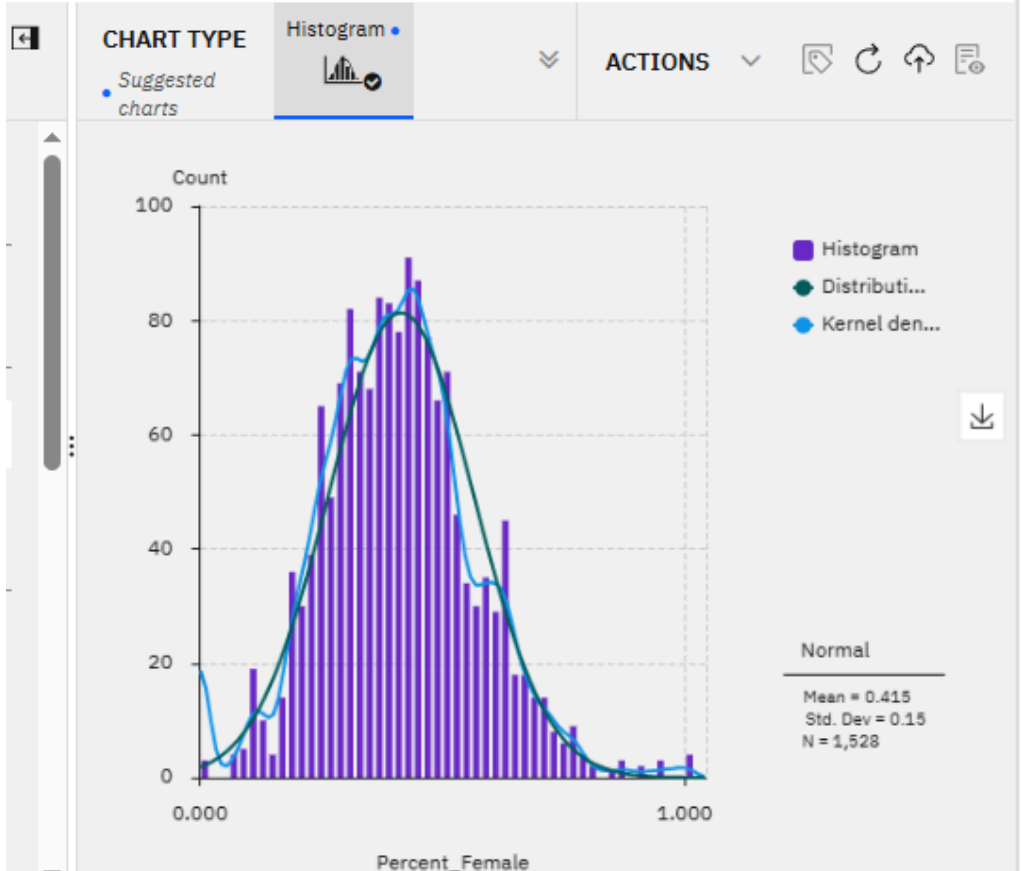 CHART TYPE
Suggested
charts
Histogram
ACTIONS
Count
100
80
60
40
20
0
0.000
1.000
Percent_Female
Histogram
Distributi...
Kernel den...
Normal
Mean = 0.415
Std. Dev = 0.15
N = 1,528